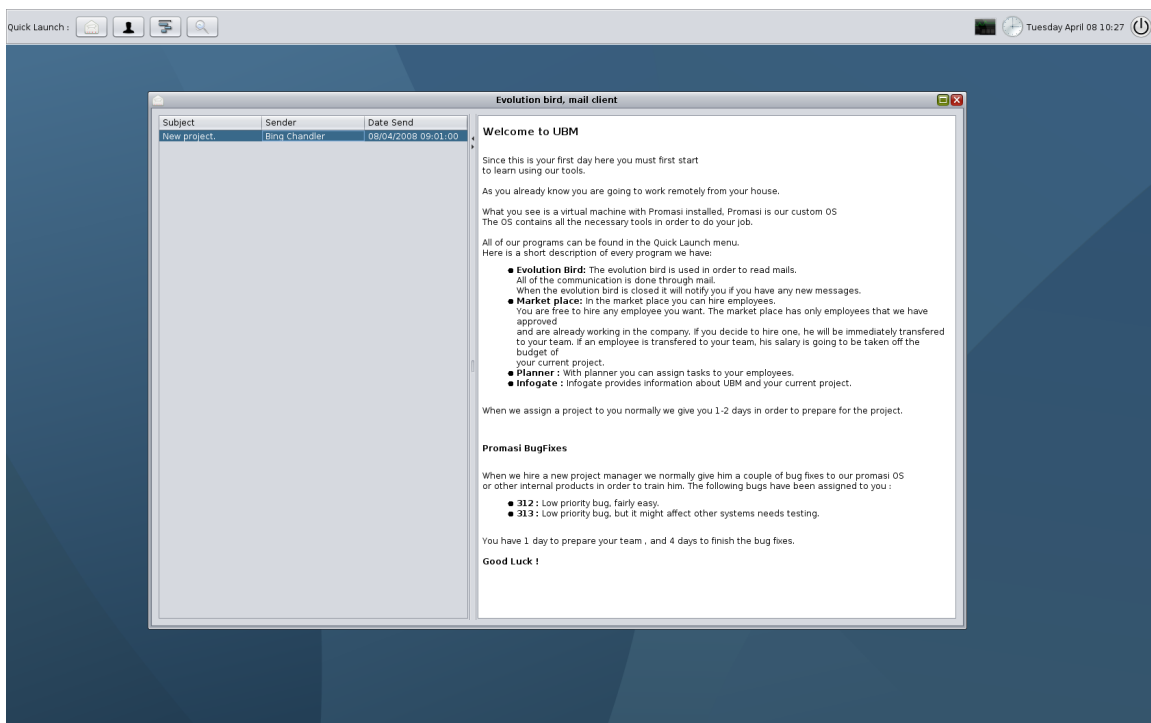 Quick Launch :
Tuesday April 08 10:27
Evolution bird, mail client
Subject Sender Date Send
New project. Bing Chandler 08/04/2008 09:01:00
Welcome to UBM
Since this is your first day here you must first start
to learn using our tools.
As you already know you are going to work remotely from your house.
What you see is a virtual machine with Promasi installed, Promasi is our custom OS
The OS contains all the necessary tools in order to do your job.
All of our programs can be found in the Quick Launch menu.
Here is a short description of every program we have:
● Evolution Bird: The evolution bird is used in order to read mails.
All of the communication is done through mail.
When the evolution bird is closed it will notify you if you have any new messages.
● Market place: In the market place you can hire employees.
You are free to hire any employee you want. The market place has only employees that we have
approved
and are already working in the company. If you decide to hire one, he will be immediately transfered
to your team. If an employee is transfered to your team, his salary is going to be taken off the
budget of
your current project.
● Planner : With planner you can assign tasks to your employees.
● Infogate : Infogate provides information about UBM and your current project.
When we assign a project to you normally we give you 1-2 days in order to prepare for the project.
Promasi BugFixes
When we hire a new project manager we normally give him a couple of bug fixes to our promasi OS
or other internal products in order to train him. The following bugs have been assigned to you :
● 312 : Low priority bug, fairly easy.
● 313 : Low priority bug, but it might affect other systems needs testing.
You have 1 day to prepare your team , and 4 days to finish the bug fixes.
Good Luck !